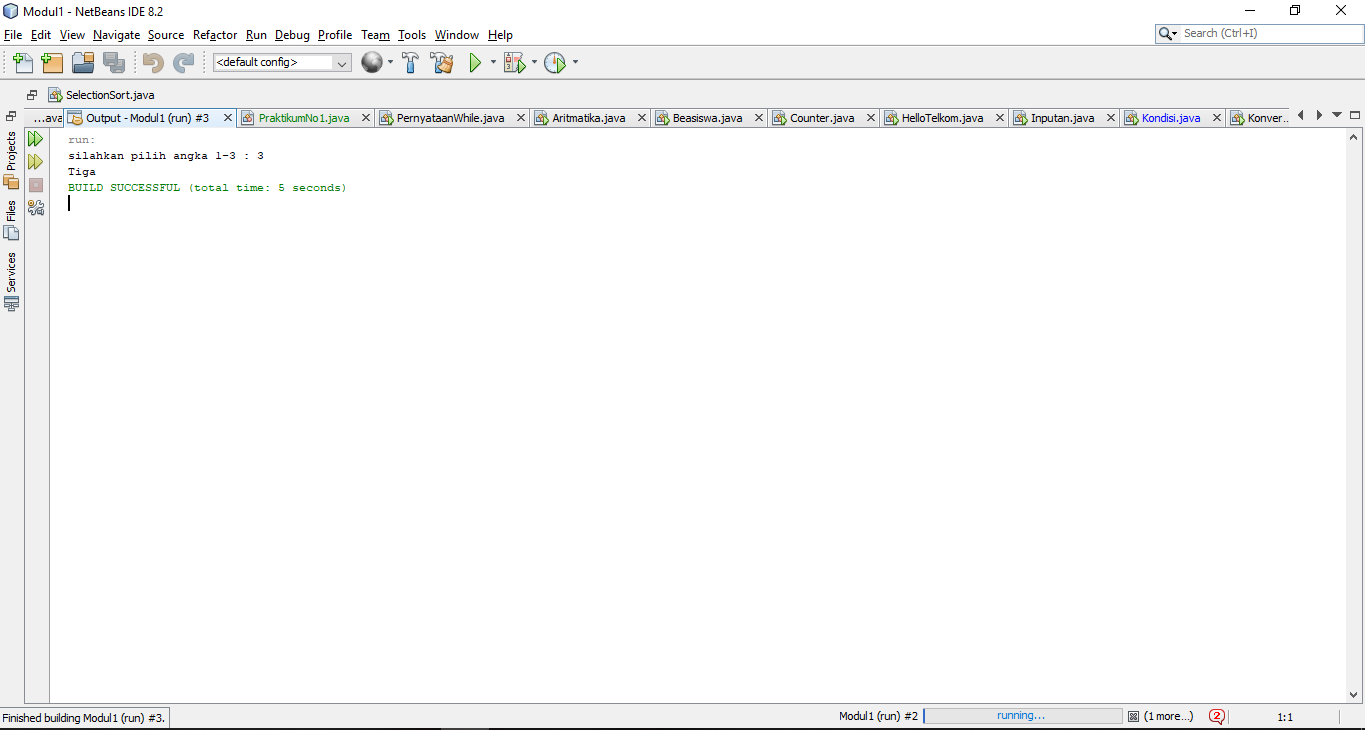 Modul1 - NetBeans IDE 8.2
File Edit View Navigate Source Refactor Run Debug Profile Team Tools Window Help
Search (Ctrl+I)
<default config>
SelectionSort.java
...ava Output - Modul1 (run) #3 PraktikumNo1.java PernyataanWhile.java Aritmatika.java Beasiswa.java Counter.java HelloTelkom.java Inputan.java Kondisi.java Konver...
Projects
Files
Services
run:
silahkan pilih angka 1-3 : 3
Tiga
BUILD SUCCESSFUL (total time: 5 seconds)
Finished building Modul1 (run) #3.
Modul1 (run) #2 running... (1 more...) 2 1:1